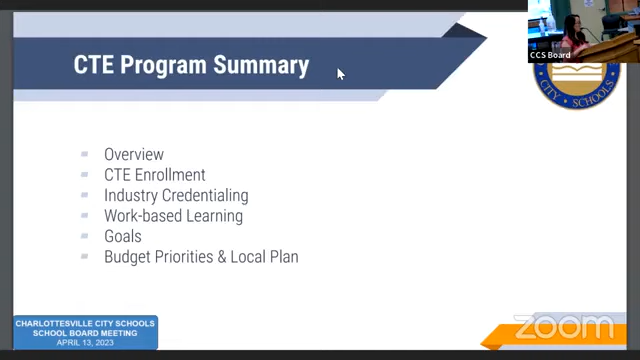 CTE Program Summary
CCS Board
CITY SCHOOLS
Overview
CTE Enrollment
Industry Credentialing
Work-based Learning
Goals
Budget Priorities & Local Plan
CHARLOTTESVILLE CITY SCHOOLS
SCHOOL BOARD MEETING
APRIL 13, 2023
zoom